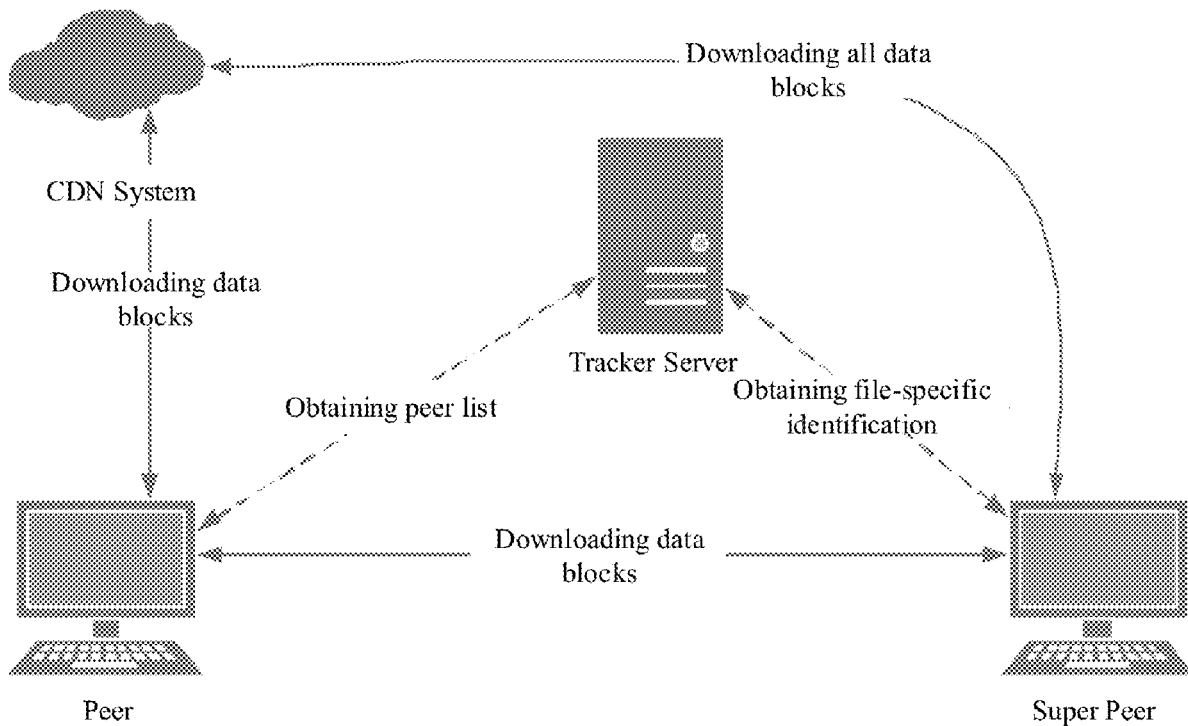 Downloading all data
blocks
CDN System
Downloading data
blocks
Tracker Server
Obtaining peer list
Obtaining file-specific
identification
Downloading data
blocks
Peer
Super Peer